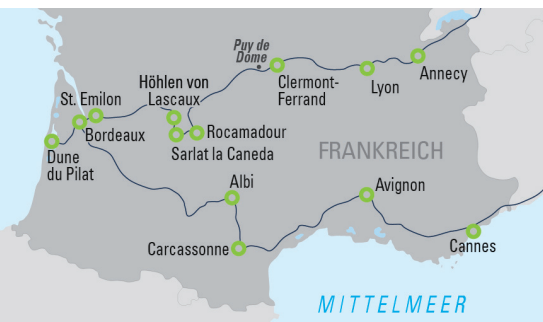 Puy de
Dôme
Annecy
Lyon
Clermont-
Ferrand
Höhlen von
Lascaux
St. Emilon
Bordeaux
Rocamadour
Sarlat la Caneda
Dune
du Pilat
FRANKREICH
Albi
Avignon
Carcassonne
Cannes
MITTELMEER